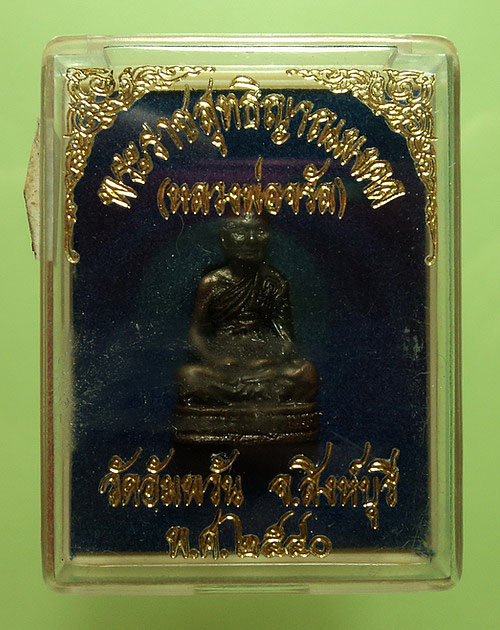 พระราชสุทธิญาณมงคล
(หลวงพ่อจรัล)
วัดอัมพวัน จ.สิงห์บุรี
พ.ศ.๒๕๔๐